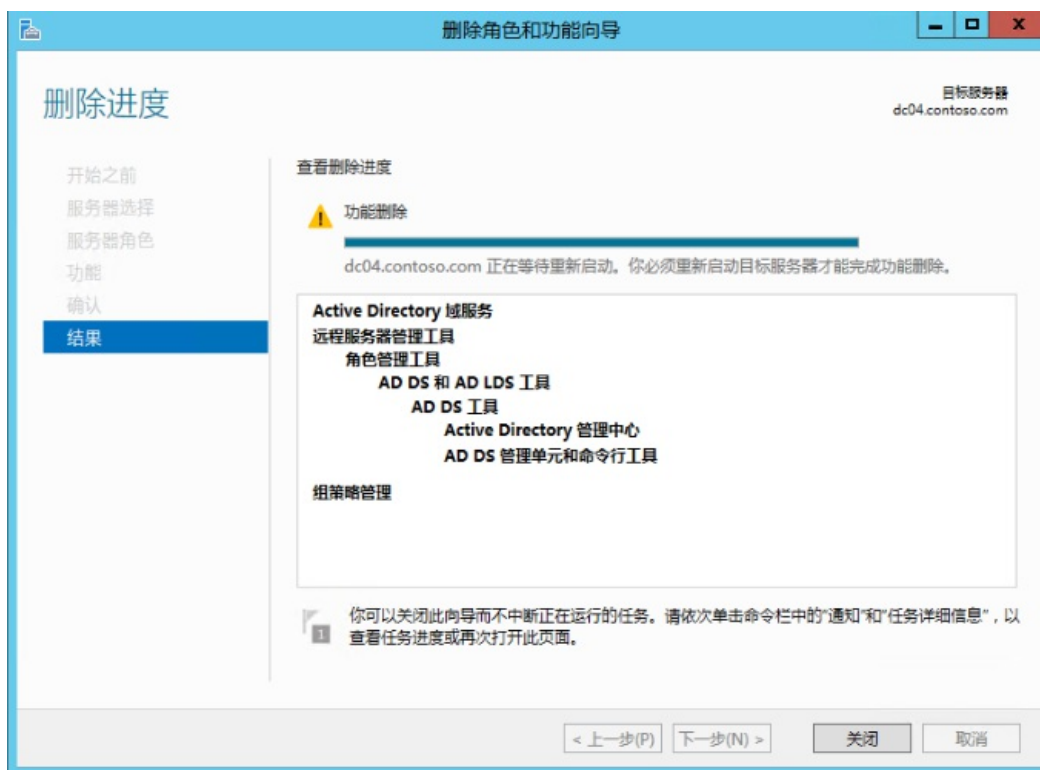 删除角色和功能向导
删除进度
目标服务器
dc04.contoso.com
开始之前
服务器选择
服务器角色
功能
确认
结果
查看删除进度
功能删除
dc04.contoso.com 正在等待重新启动。你必须重新启动目标服务器才能完成功能删除。
Active Directory 域服务
远程服务器管理工具
角色管理工具
AD DS 和 AD LDS 工具
AD DS 工具
Active Directory 管理中心
AD DS 管理单元和命令行工具
组策略管理
1
你可以关闭此向导而不中断正在运行的任务。请依次单击命令栏中的"通知"和"任务详细信息"，以
查看任务进度或再次打开此页面。
< 上一步(P) 下一步(N) > 关闭 取消